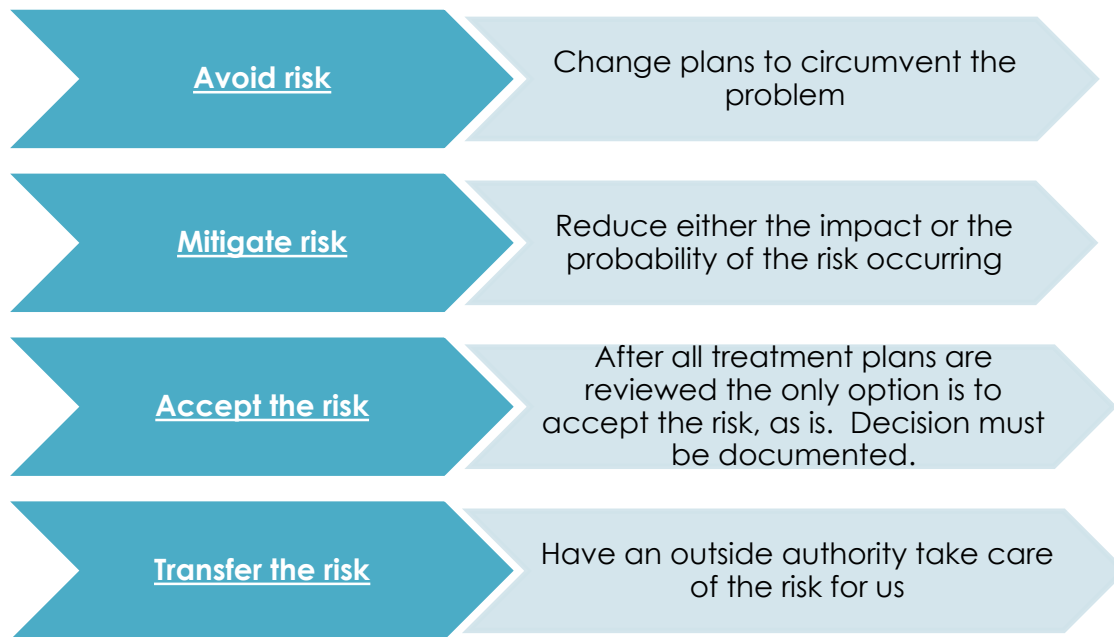 Avoid risk
Change plans to circumvent the
problem
Mitigate risk
Reduce either the impact or the
probability of the risk occurring
Accept the risk
After all treatment plans are
reviewed the only option is to
accept the risk, as is.  Decision must
be documented.
Transfer the risk
Have an outside authority take care
of the risk for us